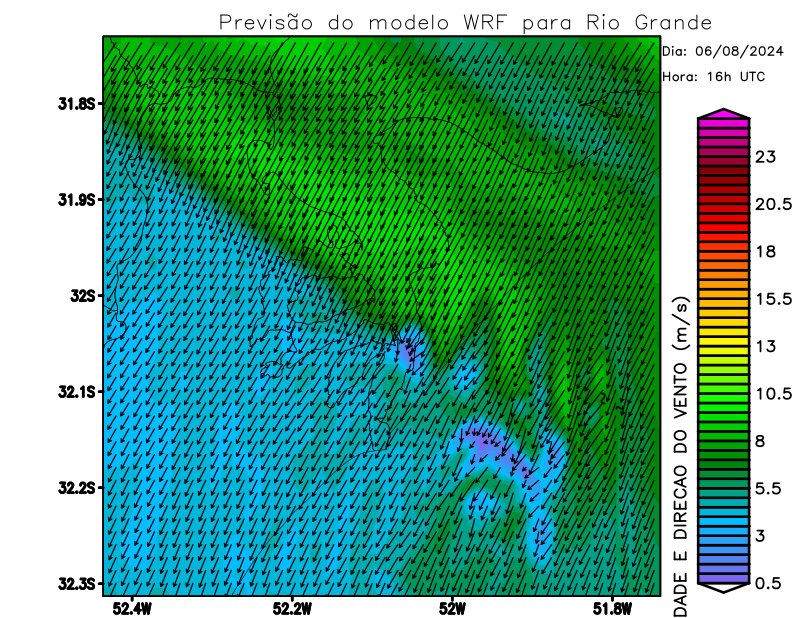 Previsão do modelo WRF para Rio Grande
Dia: 06/08/2024
Hora: 16h UTC
31.8S
31.9S
32S
32.1S
32.2S
32.3S
52.4W
52.2W
52W
51.8W
23
20.5
18
15.5
13
10.5
8
5.5
3
0.5
DADE E DIRECAO DO VENTO (m/s)